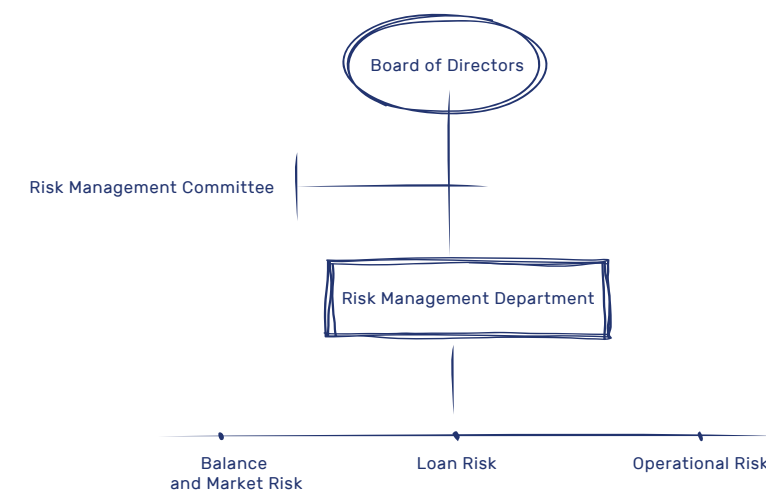 Board of Directors
Risk Management Committee
Risk Management Department
Balance
and Market Risk
Loan Risk
Operational Risk